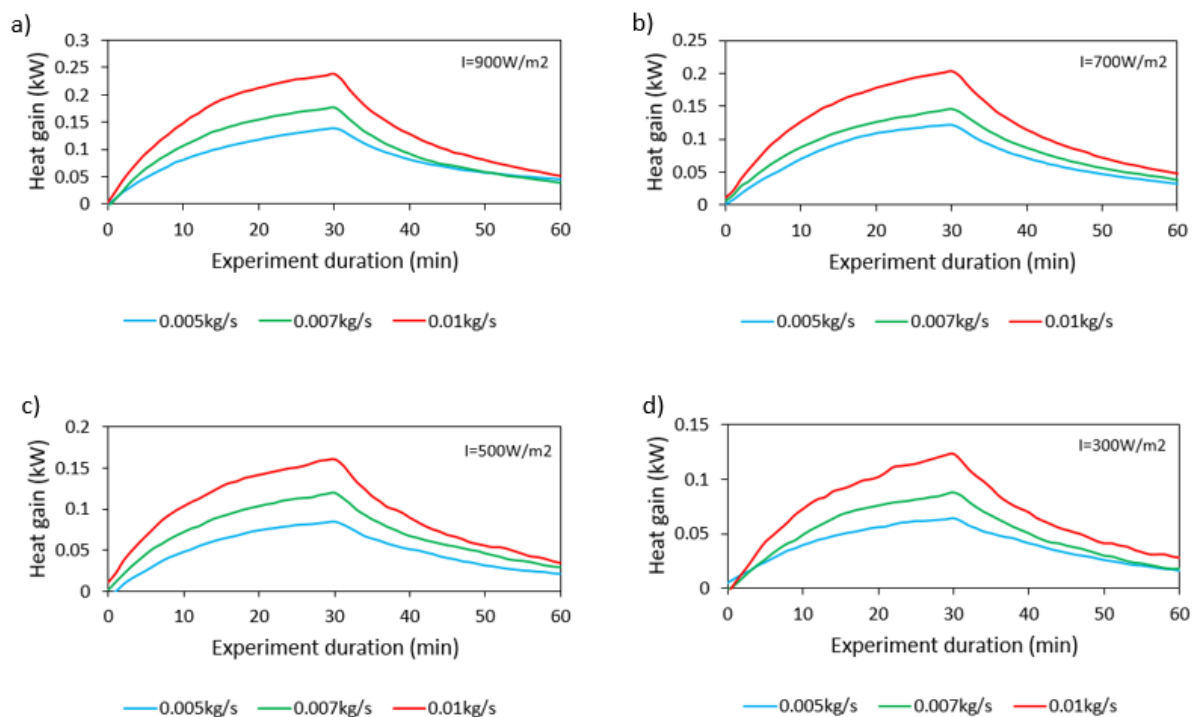 a)
I=900W/m2
Heat gain (kW)
0.3
0.25
0.2
0.15
0.1
0.05
0
0 10 20 30 40 50 60
Experiment duration (min)
0.005kg/s 0.007kg/s 0.01kg/s
b)
I=700W/m2
Heat gain (kW)
0.25
0.2
0.15
0.1
0.05
0
0 10 20 30 40 50 60
Experiment duration (min)
0.005kg/s 0.007kg/s 0.01kg/s
c)
I=500W/m2
Heat gain (kW)
0.2
0.15
0.1
0.05
0
0 10 20 30 40 50 60
Experiment duration (min)
0.005kg/s 0.007kg/s 0.01kg/s
d)
I=300W/m2
Heat gain (kW)
0.15
0.1
0.05
0
0 10 20 30 40 50 60
Experiment duration (min)
0.005kg/s 0.007kg/s 0.01kg/s